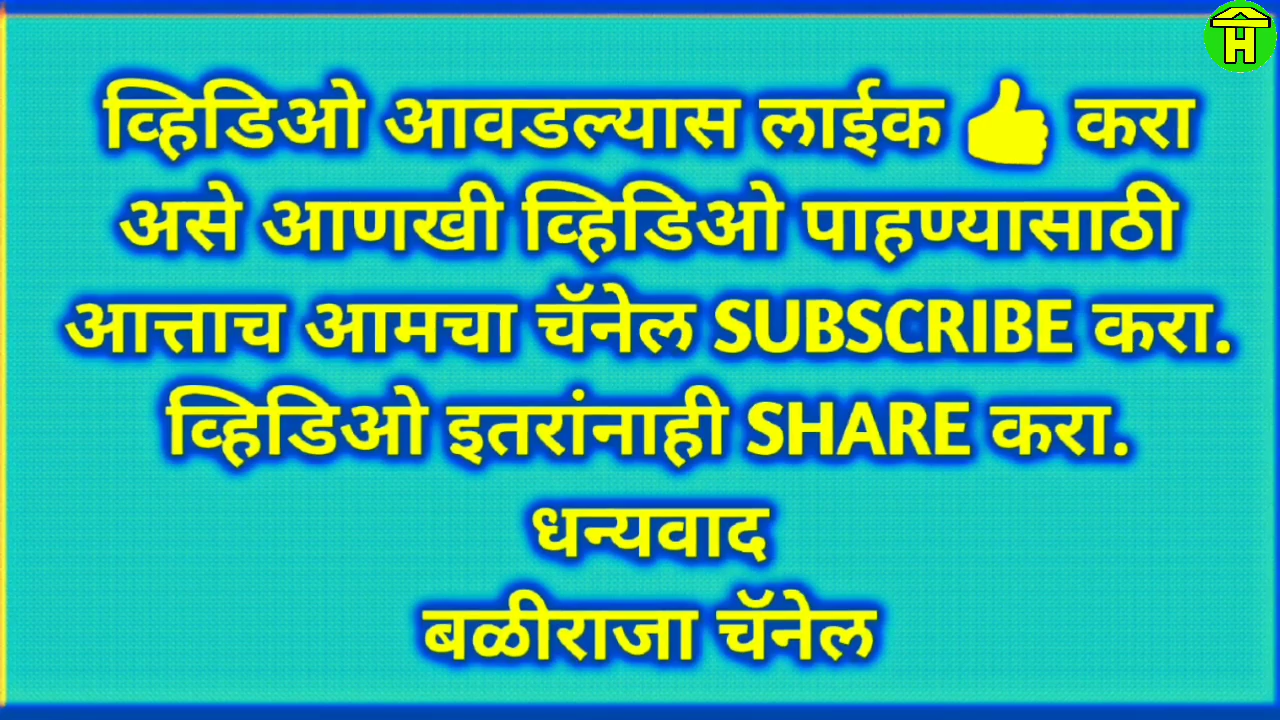 व्हिडिओ आवडल्यास लाईक 👍 करा
असे आणखी व्हिडिओ पाहण्यासाठी
आत्ताच आमचा चॅनेल SUBSCRIBE करा.
व्हिडिओ इतरांनाही SHARE करा.
धन्यवाद
बळीराजा चॅनेल
H